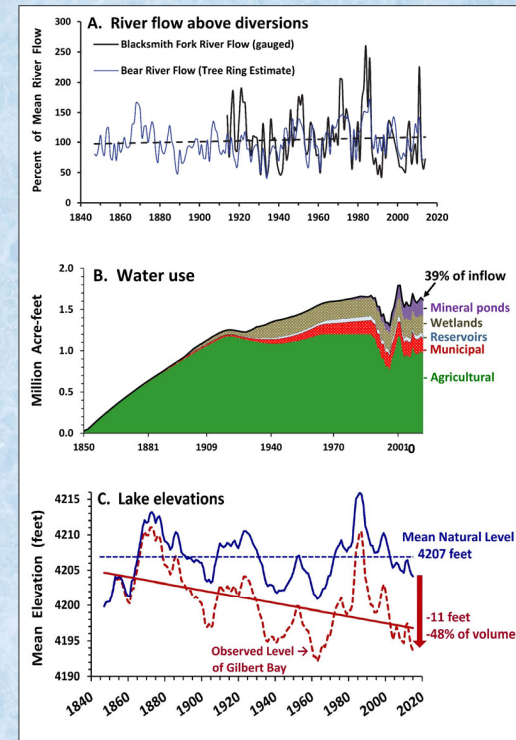 A. River flow above diversions
Percent of Mean River Flow
300
250
200
150
100
50
0
Blacksmith Fork River Flow (gauged)
Bear River Flow (Tree Ring Estimate)
1840 1860 1880 1900 1920 1940 1960 1980 2000 2020
B. Water use
Million Acre-feet
2.0
1.5
1.0
0.5
0.0
39% of inflow
Mineral ponds
Wetlands
Reservoirs
Municipal
Agricultural
1850 1881 1909 1940 1970 20010
C. Lake elevations
Mean Elevation (feet)
4215
4210
4205
4200
4195
4190
Mean Natural Level
4207 feet
-11 feet
-48% of volume
Observed Level →
of Gilbert Bay
1840 1860 1880 1900 1920 1940 1960 1980 2000 2020